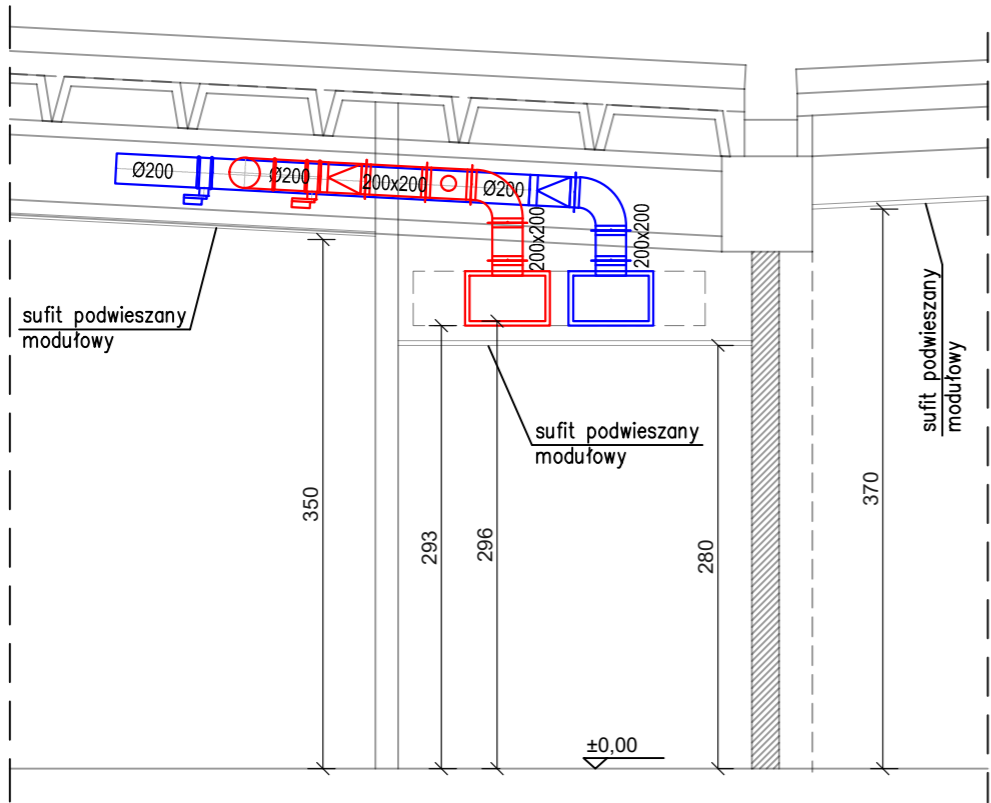 Ø200
Ø200
200x200
Ø200
200x200
200x200
sufit podwieszany
modułowy
sufit podwieszany
modułowy
sufit podwieszany
modułowy
350
293
296
280
370
±0,00